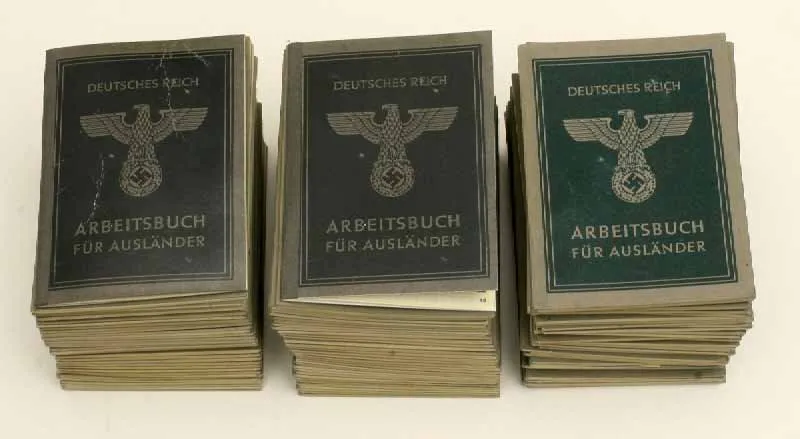 DEUTSCHES REICH
ARBEITSBUCH
FÜR AUSLÄNDER
DEUTSCHES REICH
ARBEITSBUCH
FÜR AUSLÄNDER
DEUTSCHES REICH
ARBEITSBUCH
FÜR AUSLÄNDER